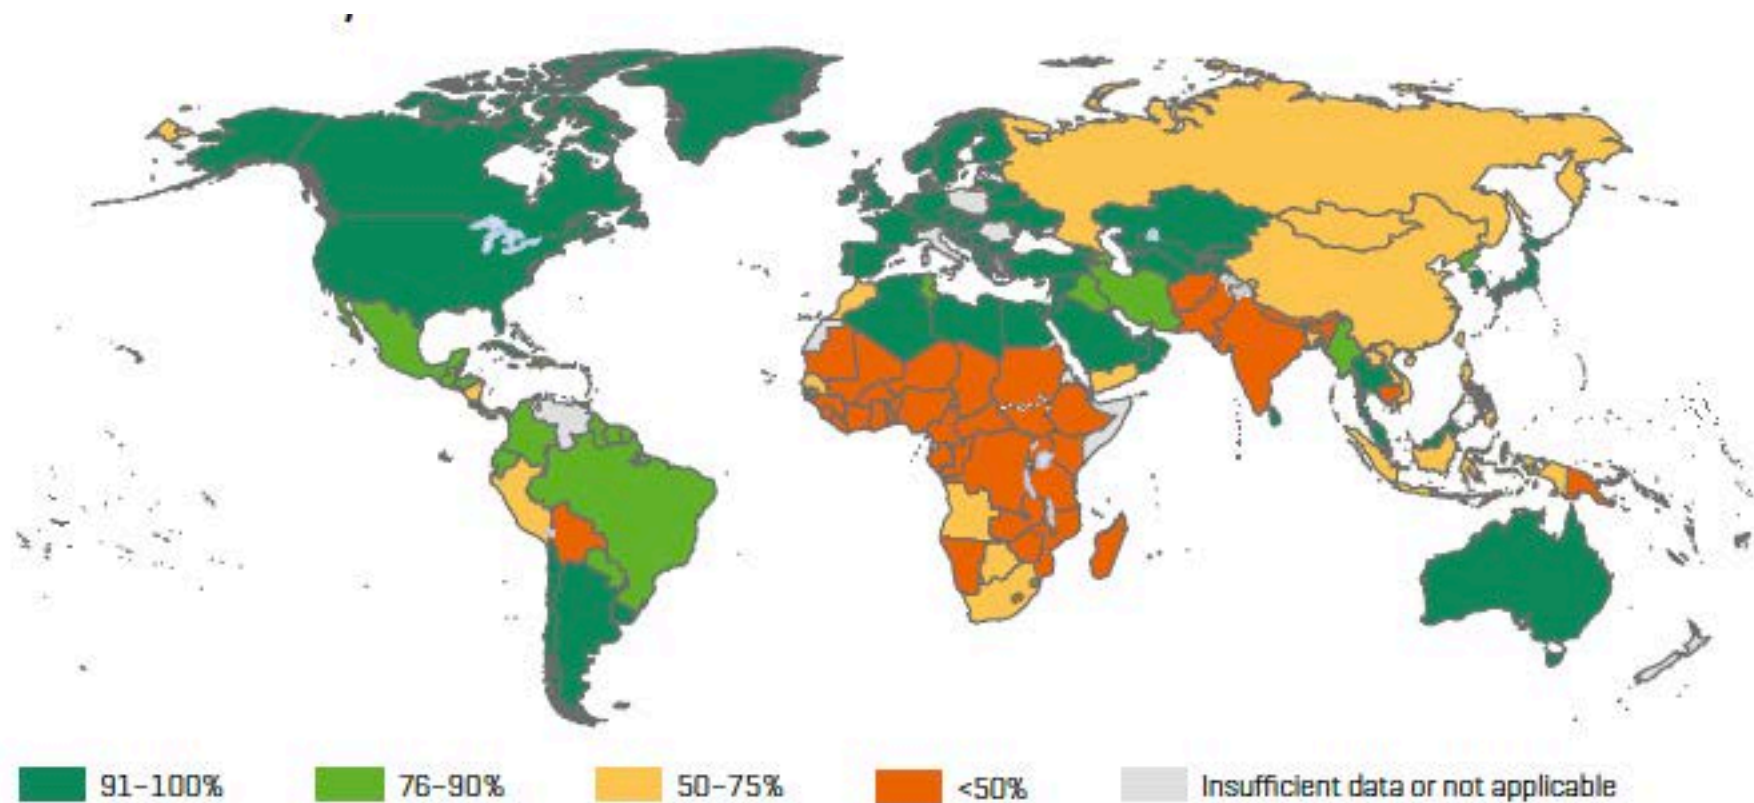 91–100%
76–90%
50–75%
<50%
Insufficient data or not applicable